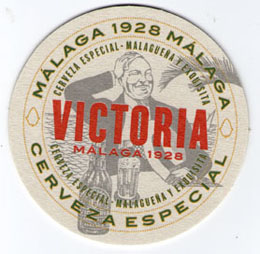 MÁLAGA 1928 MÁLAGA
CERVEZA ESPECIAL-MALAGUEÑA Y EXQUISITA
VICTORIA
MÁLAGA 1928
CERVEZA ESPECIAL-MALAGUEÑA Y EXQUISITA
CERVEZA ESPECIAL